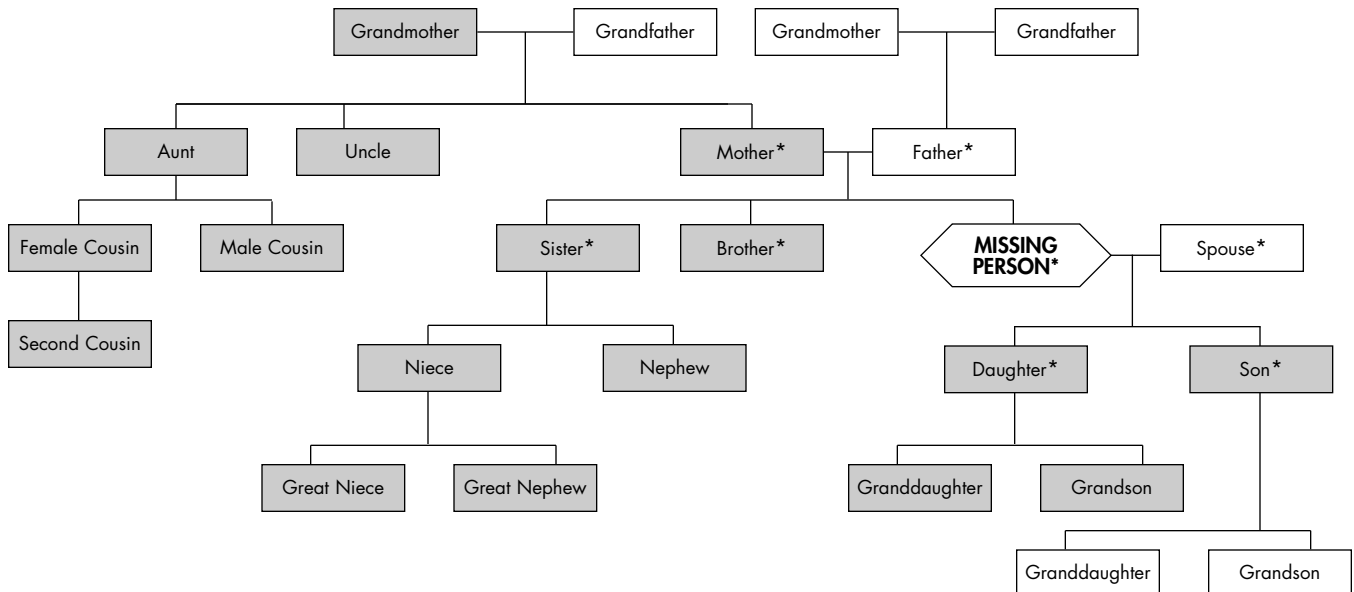 Grandmother
Grandfather
Grandmother
Grandfather
Aunt
Uncle
Mother*
Father*
Female Cousin
Male Cousin
Sister*
Brother*
MISSING
PERSON*
Spouse*
Second Cousin
Niece
Nephew
Daughter*
Son*
Great Niece
Great Nephew
Granddaughter
Grandson
Granddaughter
Grandson